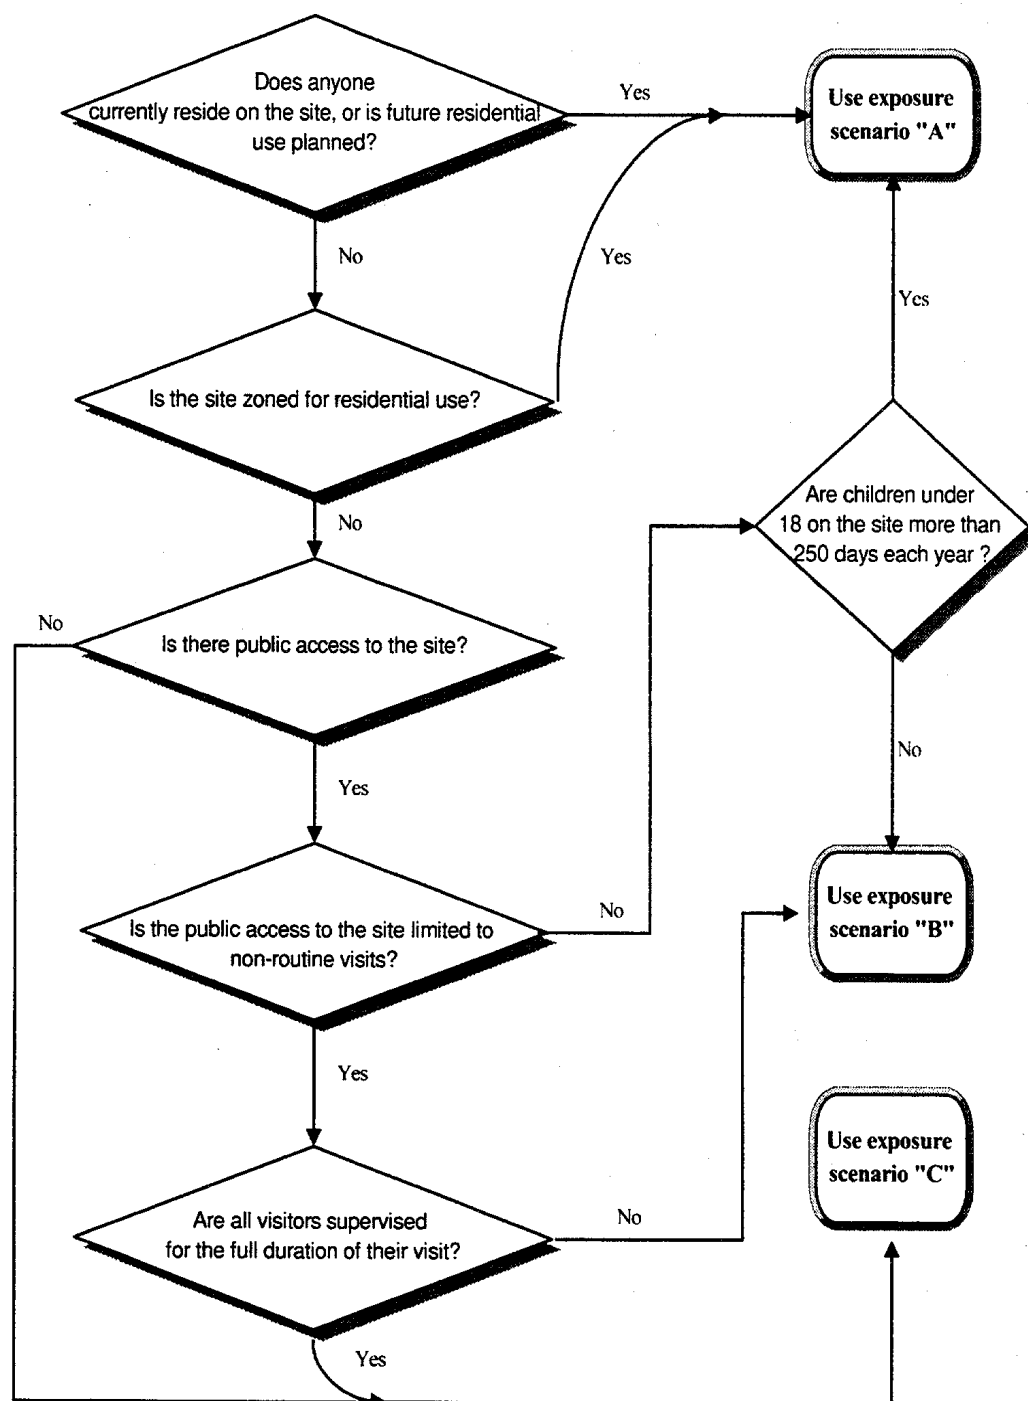 Does anyone
currently reside on the site, or is future residential
use planned?
Yes
Use exposure
scenario "A"
No
Yes
Yes
Is the site zoned for residential use?
Are children under
18 on the site more than
250 days each year ?
No
No
Is there public access to the site?
No
Yes
Use exposure
scenario "B"
Is the public access to the site limited to
non-routine visits?
No
Yes
Use exposure
scenario "C"
Are all visitors supervised
for the full duration of their visit?
No
Yes